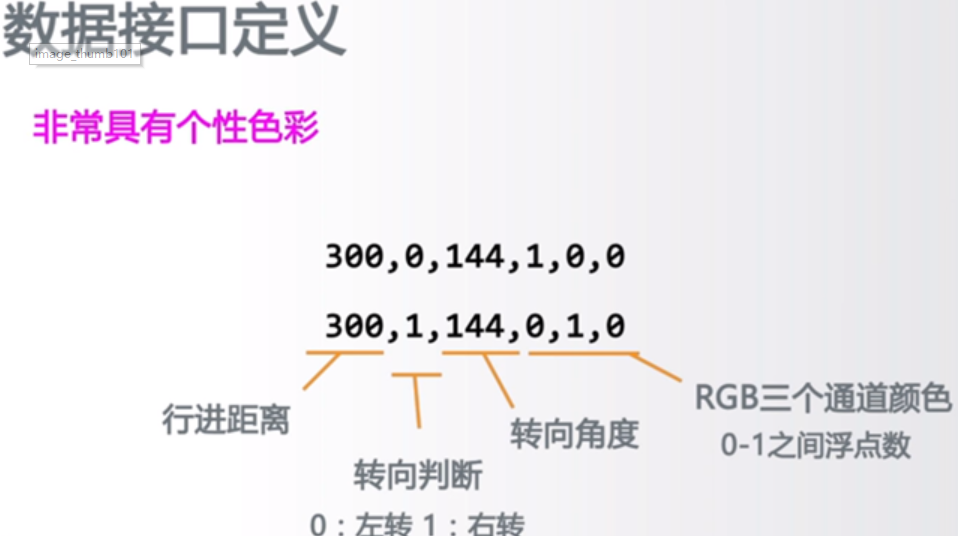 数据接口定义
image_thumb101
非常具有个性色彩
300,0,144,1,0,0
300,1,144,0,1,0
行进距离
转向判断
0：左转 1：右转
转向角度
RGB三个通道颜色
0-1之间浮点数